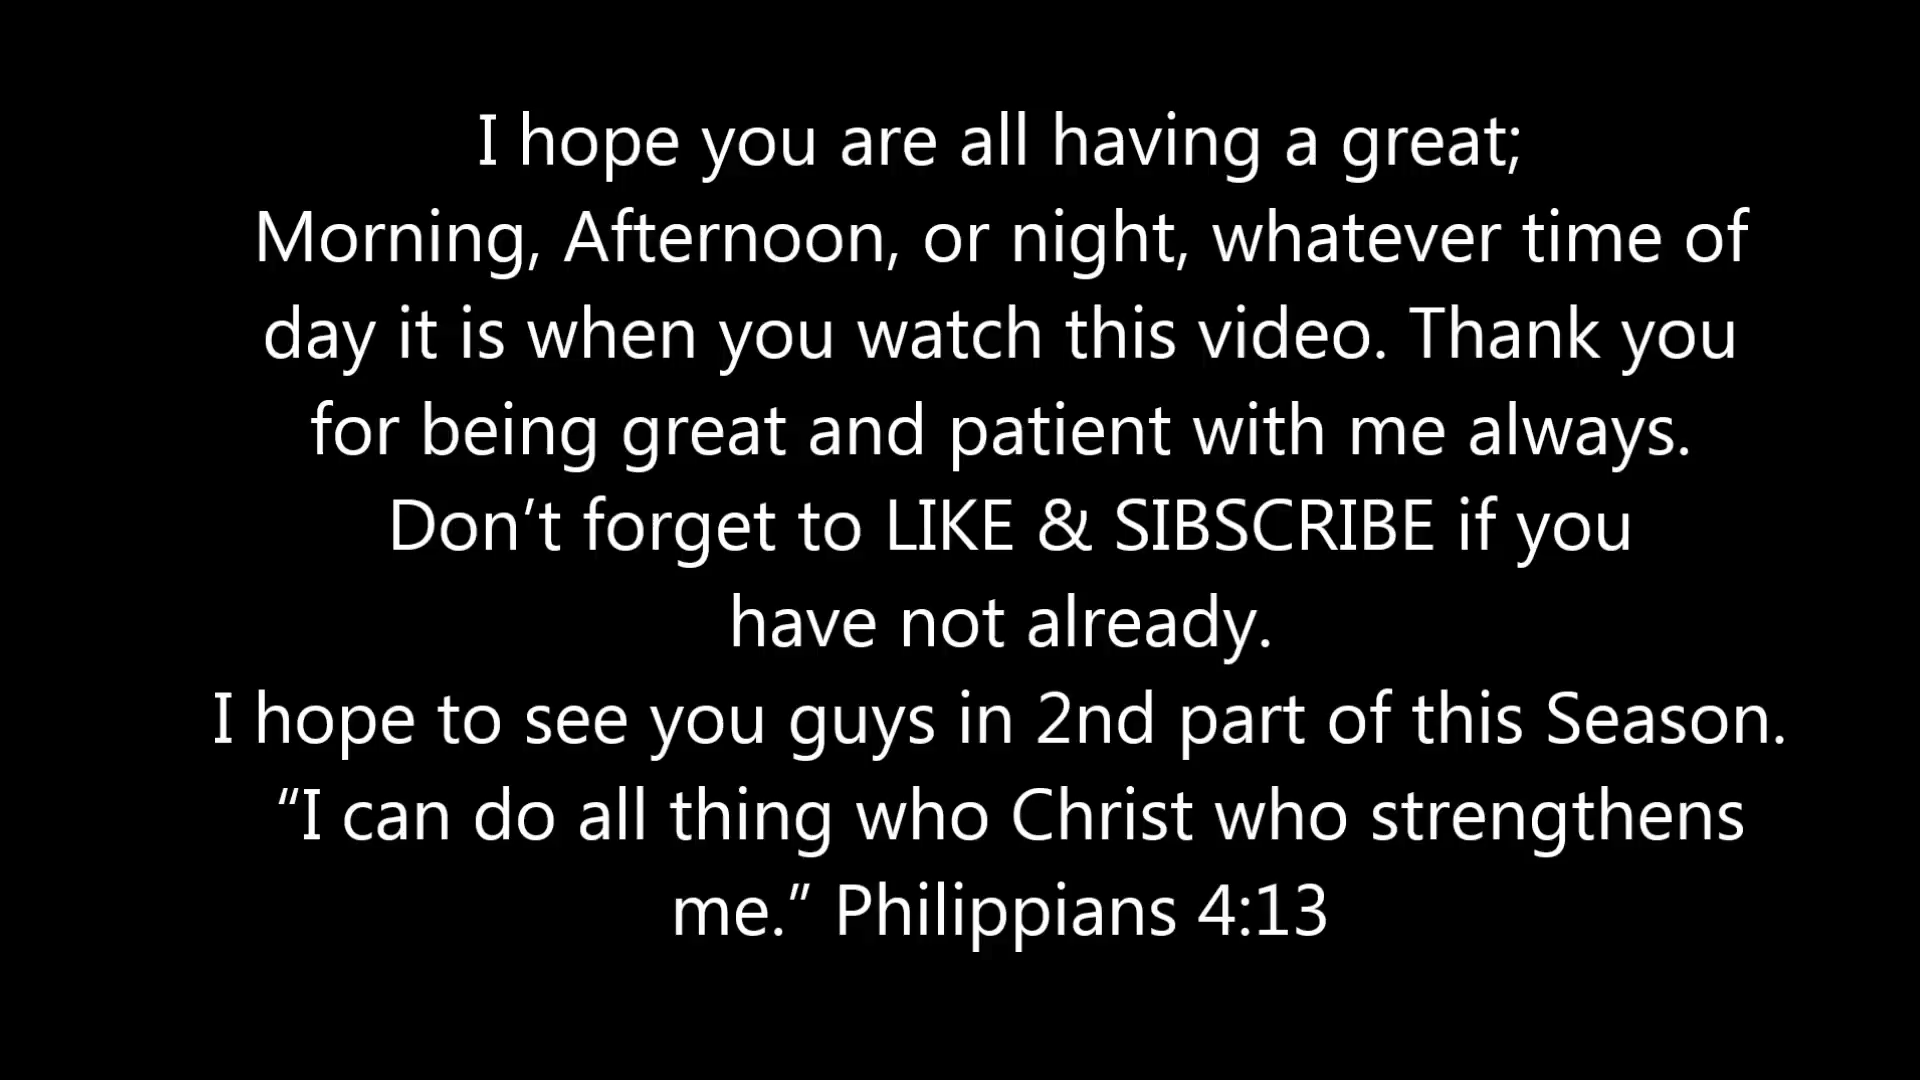 I hope you are all having a great;
Morning, Afternoon, or night, whatever time of
day it is when you watch this video. Thank you
for being great and patient with me always.
Don’t forget to LIKE & SIBSCRIBE if you
have not already.
I hope to see you guys in 2nd part of this Season.
“I can do all thing who Christ who strengthens
me.” Philippians 4:13